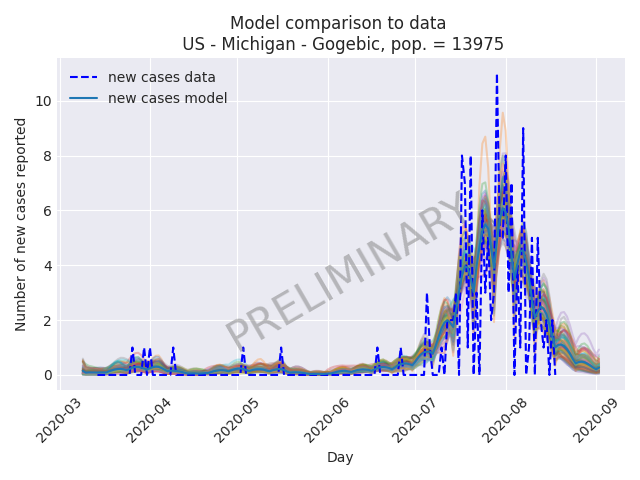 Model comparison to data
US - Michigan - Gogebic, pop. = 13975
new cases data
new cases model
Number of new cases reported
10
8
6
4
2
0
PRELIMINARY
2020-03
2020-04
2020-05
2020-06
2020-07
2020-08
2020-09
Day